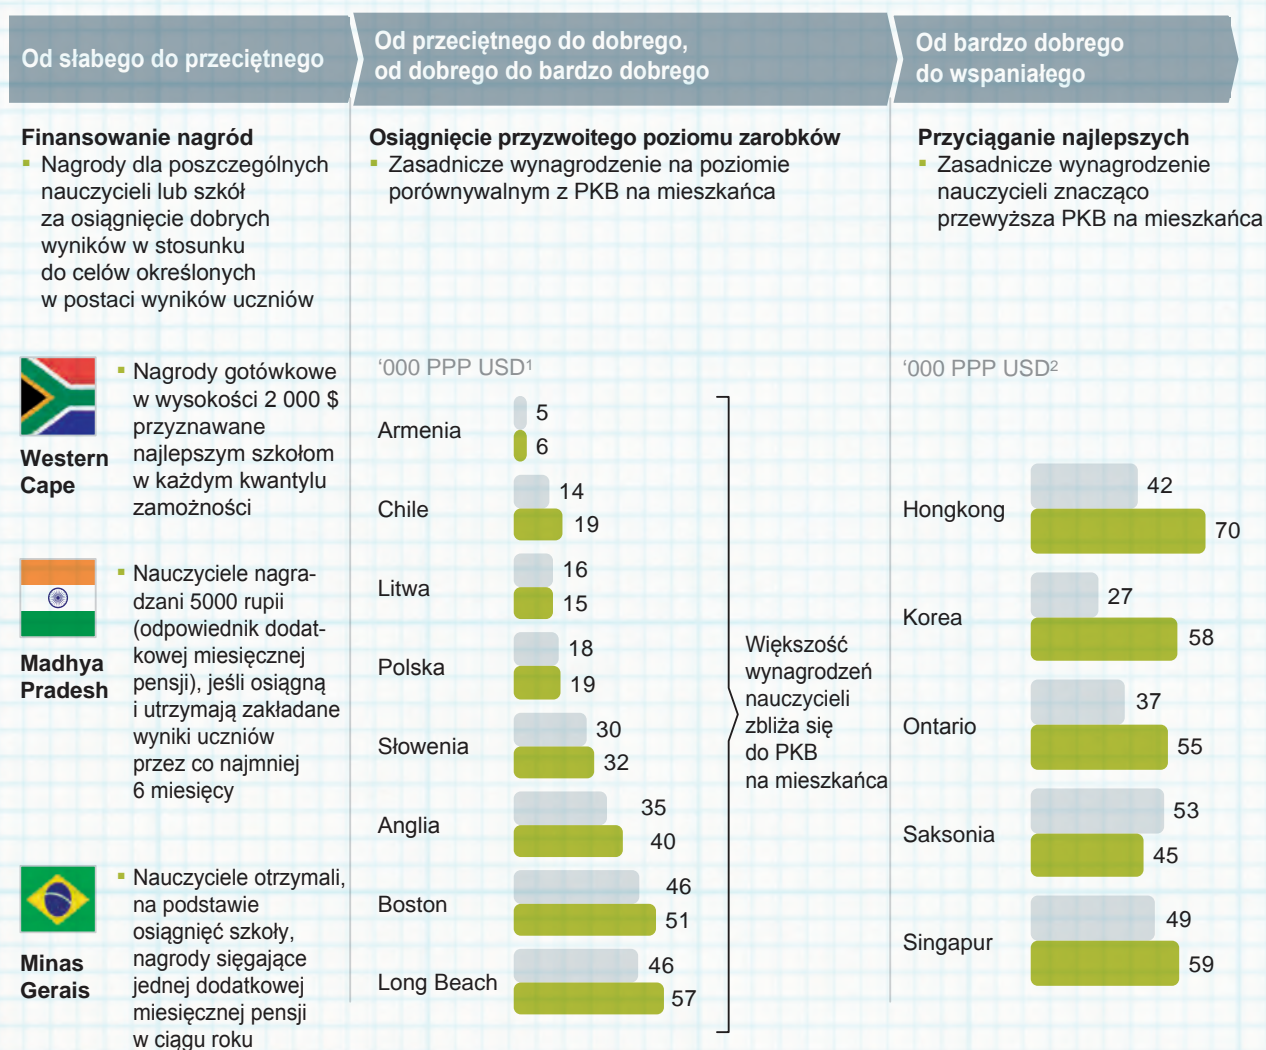 Od słabego do przeciętnego
Od przeciętnego do dobrego,
od dobrego do bardzo dobrego
Od bardzo dobrego
do wspaniałego
Finansowanie nagród
▪ Nagrody dla poszczególnych
nauczycieli lub szkół
za osiągnięcie dobrych
wyników w stosunku
do celów określonych
w postaci wyników uczniów
Western
Cape
▪ Nagrody gotówkowe
w wysokości 2 000 $
przyznawane
najlepszym szkołom
w każdym kwantylu
zamożności
Madhya
Pradesh
▪ Nauczyciele nagra-
dzani 5000 rupii
(odpowiednik dodat-
kowej miesięcznej
pensji), jeśli osiągną
i utrzymają zakładane
wyniki uczniów
przez co najmniej
6 miesięcy
Minas
Gerais
▪ Nauczyciele otrzymali,
na podstawie
osiągnięć szkoły,
nagrody sięgające
jednej dodatkowej
miesięcznej pensji
w ciągu roku
Osiągnięcie przyzwoitego poziomu zarobków
▪ Zasadnicze wynagrodzenie na poziomie
porównywalnym z PKB na mieszkańca
‘000 PPP USD¹
Armenia
5
6
Chile
14
19
Litwa
16
15
Polska
18
19
Słowenia
30
32
Anglia
35
40
Boston
46
51
Long Beach
46
57
Większość
wynagrodzeń
nauczycieli
zbliża się
do PKB
na mieszkańca
Przyciąganie najlepszych
▪ Zasadnicze wynagrodzenie
nauczycieli znacząco
przewyższa PKB na mieszkańca
‘000 PPP USD²
Hongkong
42
70
Korea
27
58
Ontario
37
55
Saksonia
53
45
Singapur
49
59